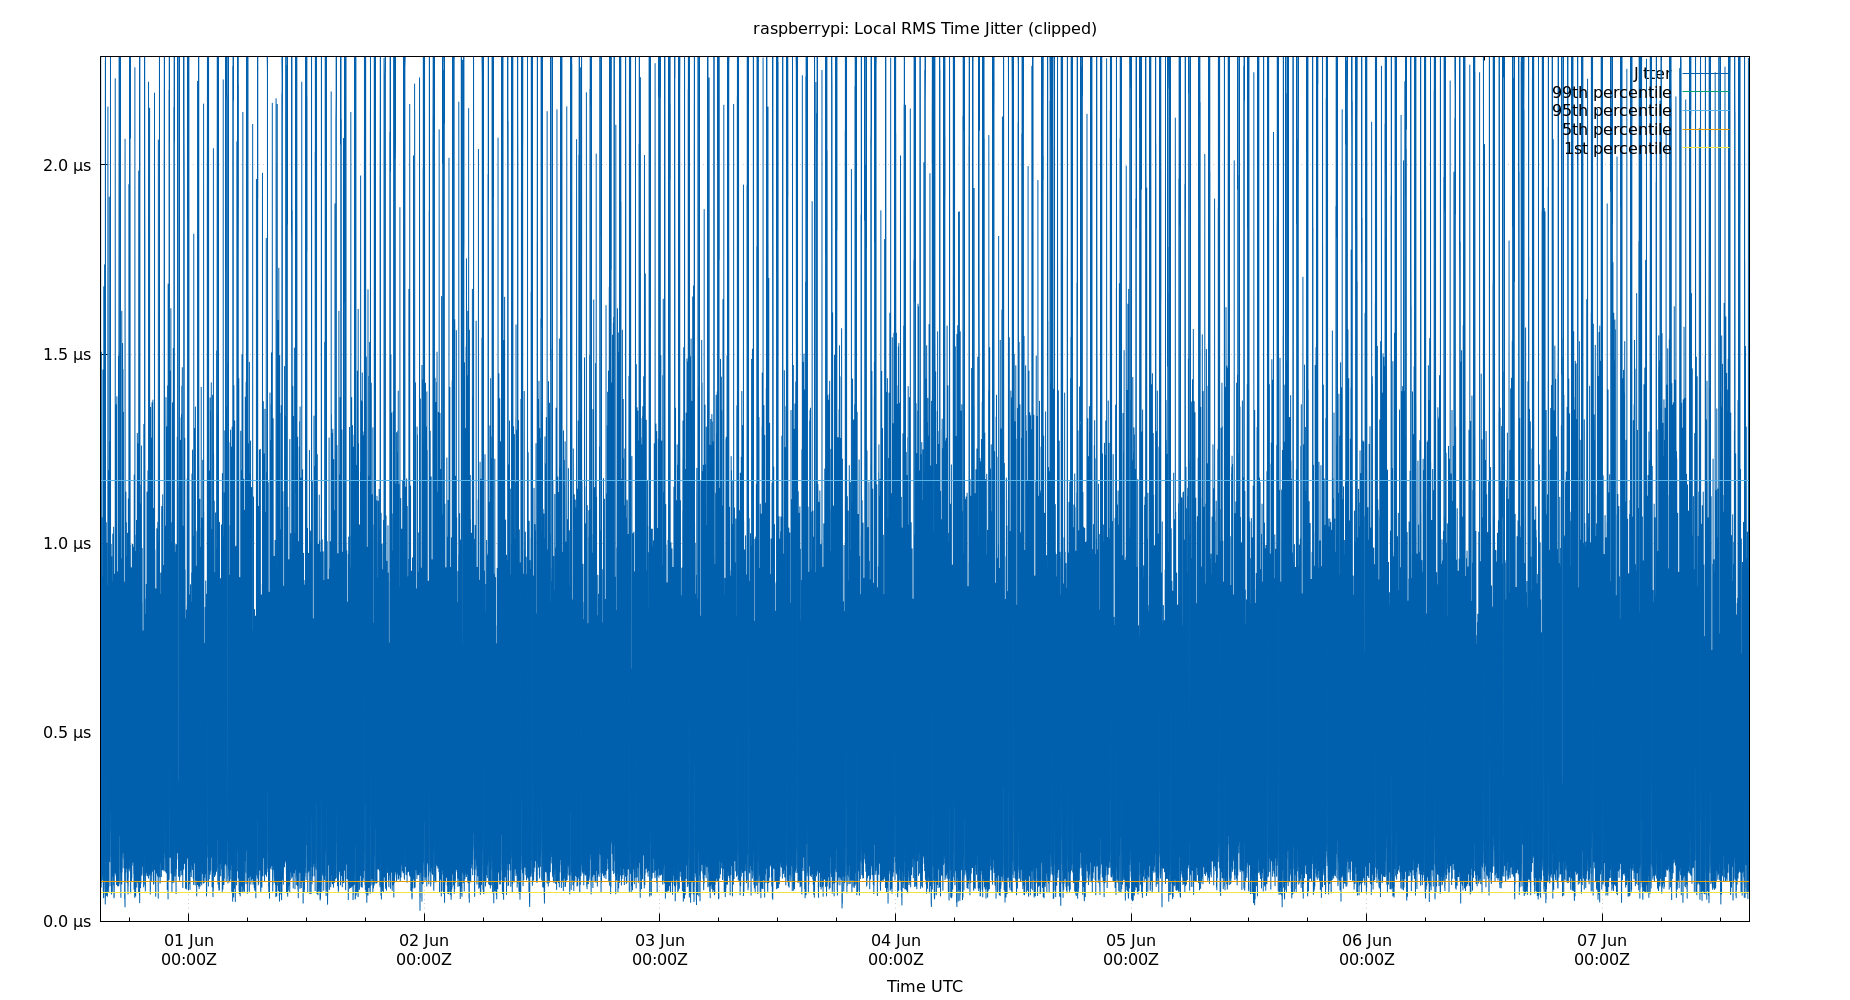 raspberrypi: Local RMS Time Jitter (clipped)
Jitter
99th percentile
95th percentile
5th percentile
1st percentile
2.0 µs
1.5 µs
1.0 µs
0.5 µs
0.0 µs
01 Jun 02 Jun 03 Jun 04 Jun 05 Jun 06 Jun 07 Jun
00:00Z 00:00Z 00:00Z 00:00Z 00:00Z 00:00Z 00:00Z
Time UTC